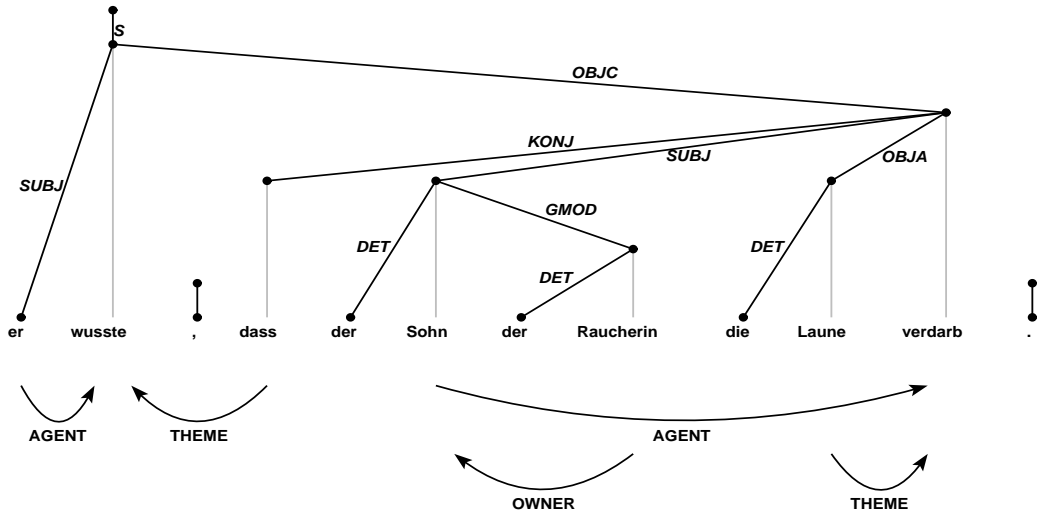 S
OBJC
KONJ
SUBJ
OBJA
SUBJ
GMOD
DET
DET
DET
er wusste , dass der Sohn der Raucherin die Laune verdarb .
AGENT THEME AGENT
OWNER THEME